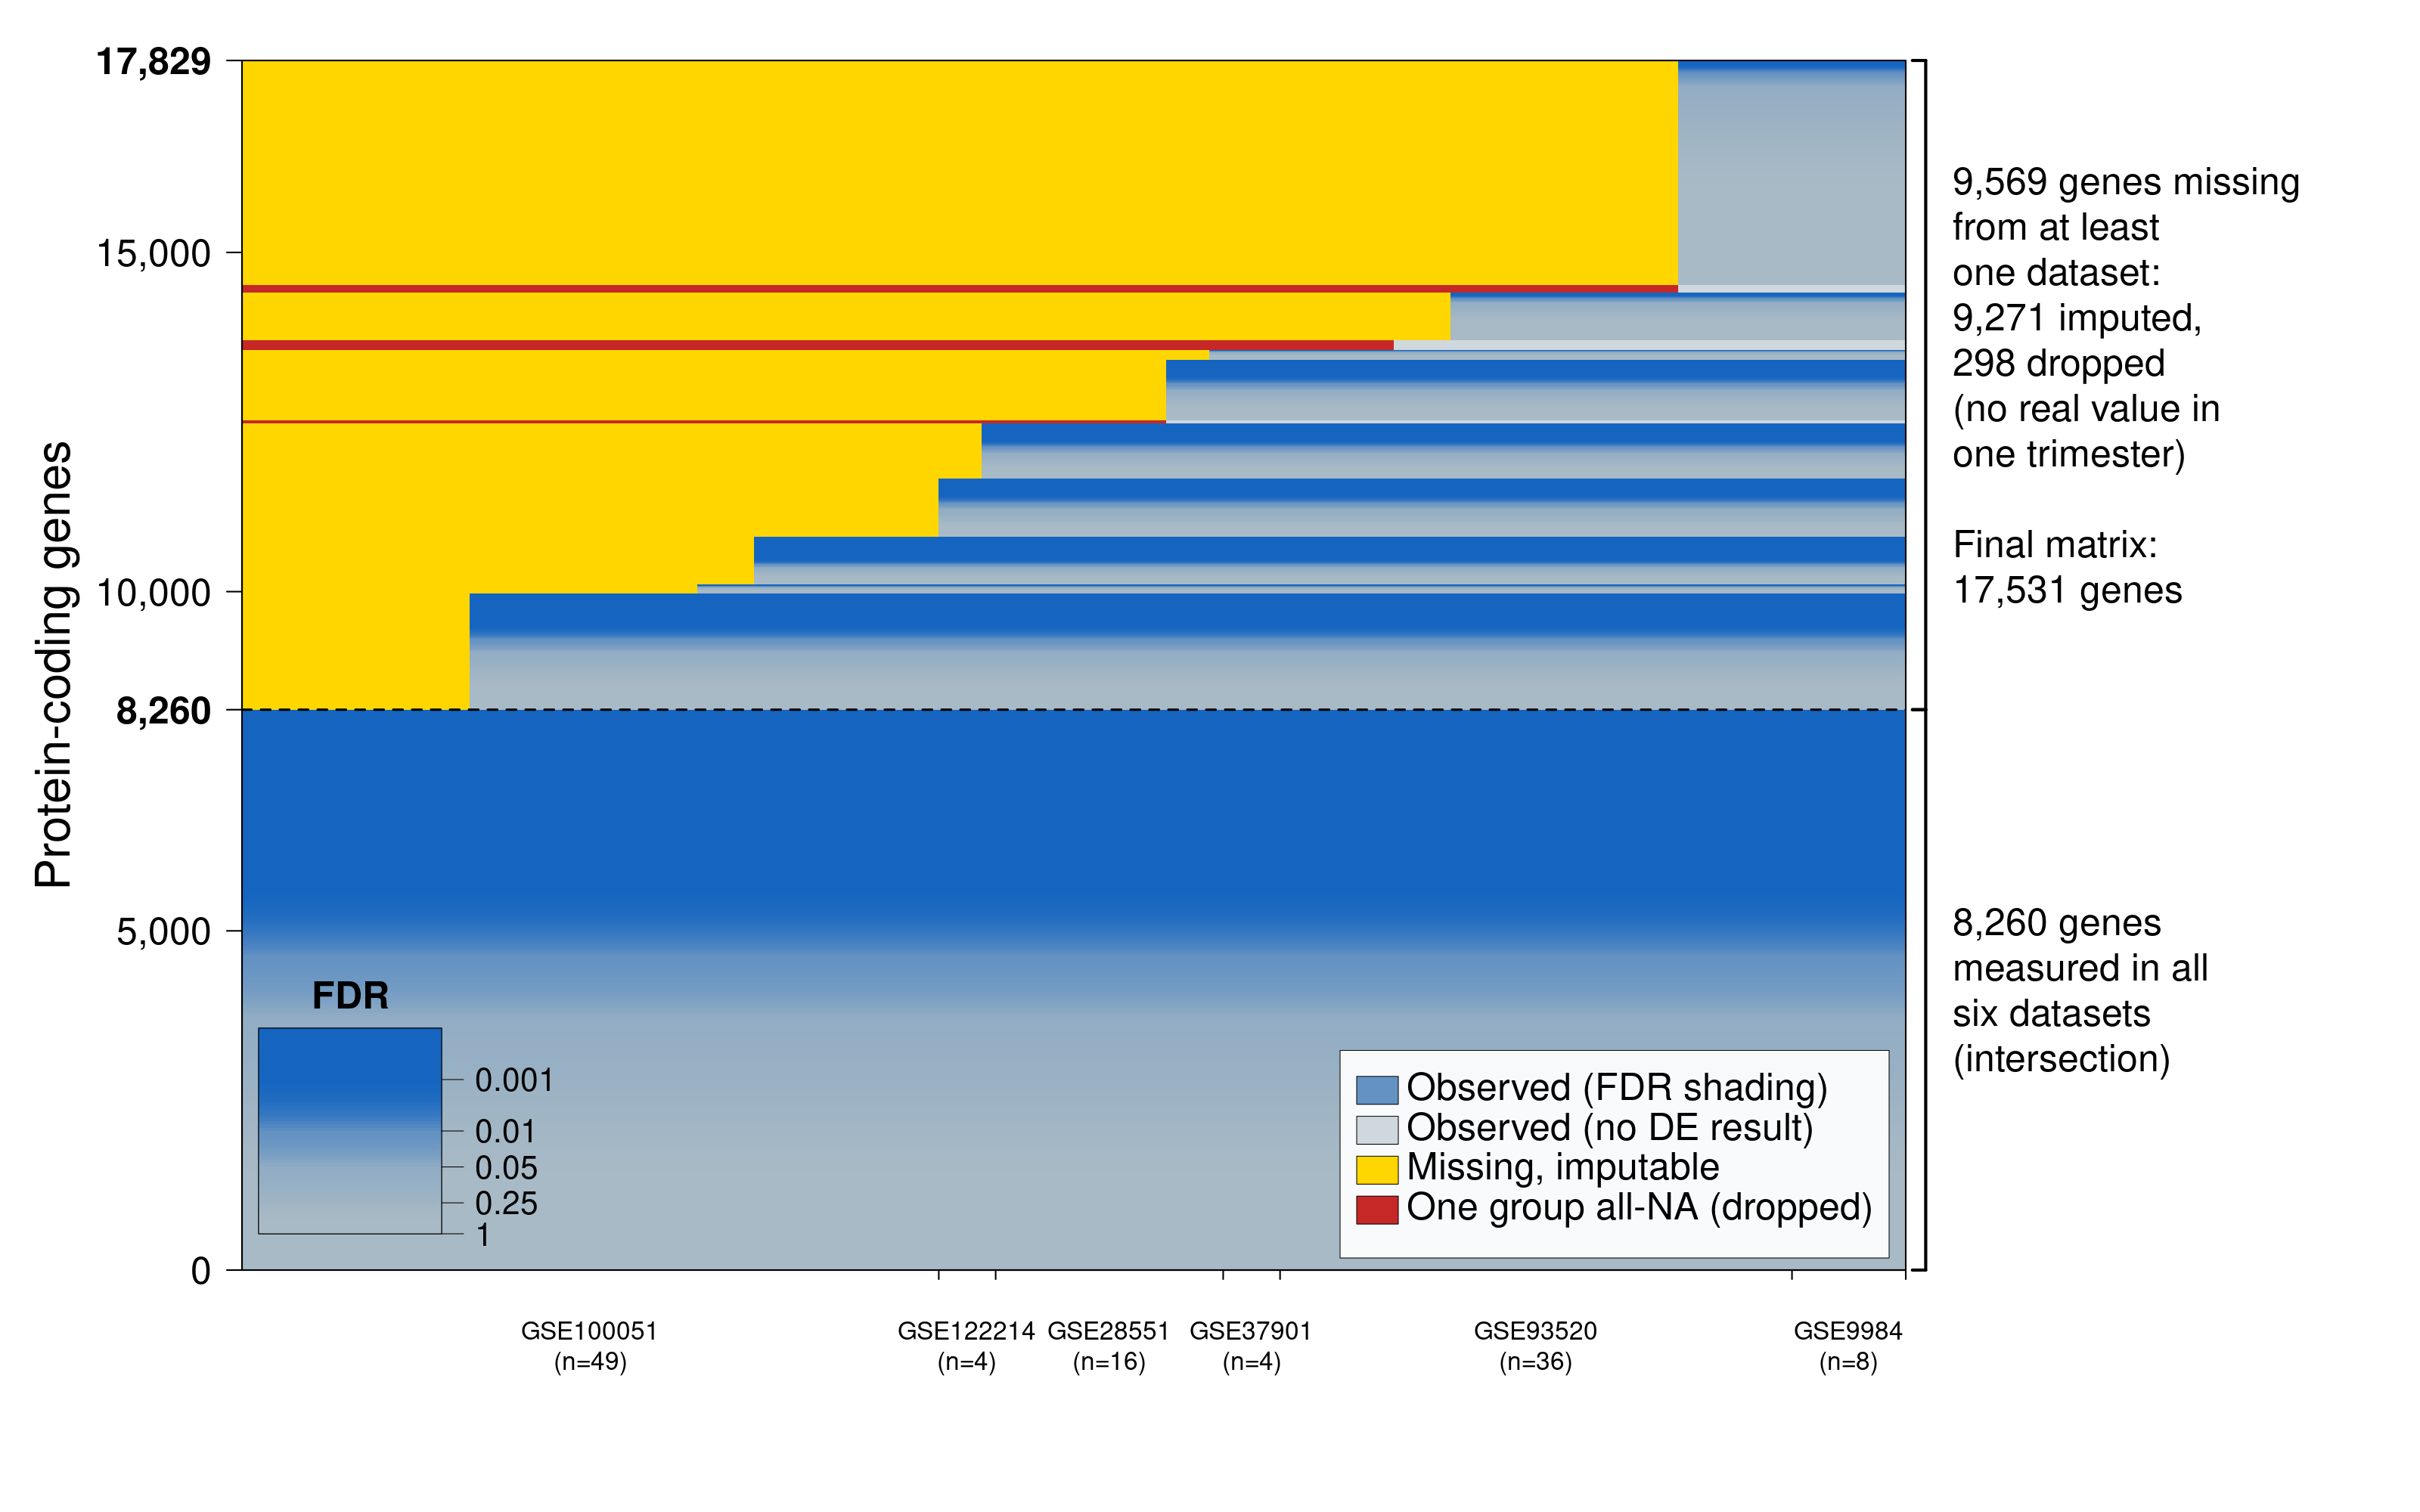 17,829
15,000
10,000
8,260
5,000
0
Protein-coding genes
9,569 genes missing
from at least
one dataset:
9,271 imputed,
298 dropped
(no real value in
one trimester)
Final matrix:
17,531 genes
8,260 genes
measured in all
six datasets
(intersection)
FDR
0.001
0.01
0.05
0.25
1
Observed (FDR shading)
Observed (no DE result)
Missing, imputable
One group all-NA (dropped)
GSE100051
(n=49)
GSE122214
(n=4)
GSE28551
(n=16)
GSE37901
(n=4)
GSE93520
(n=36)
GSE9984
(n=8)